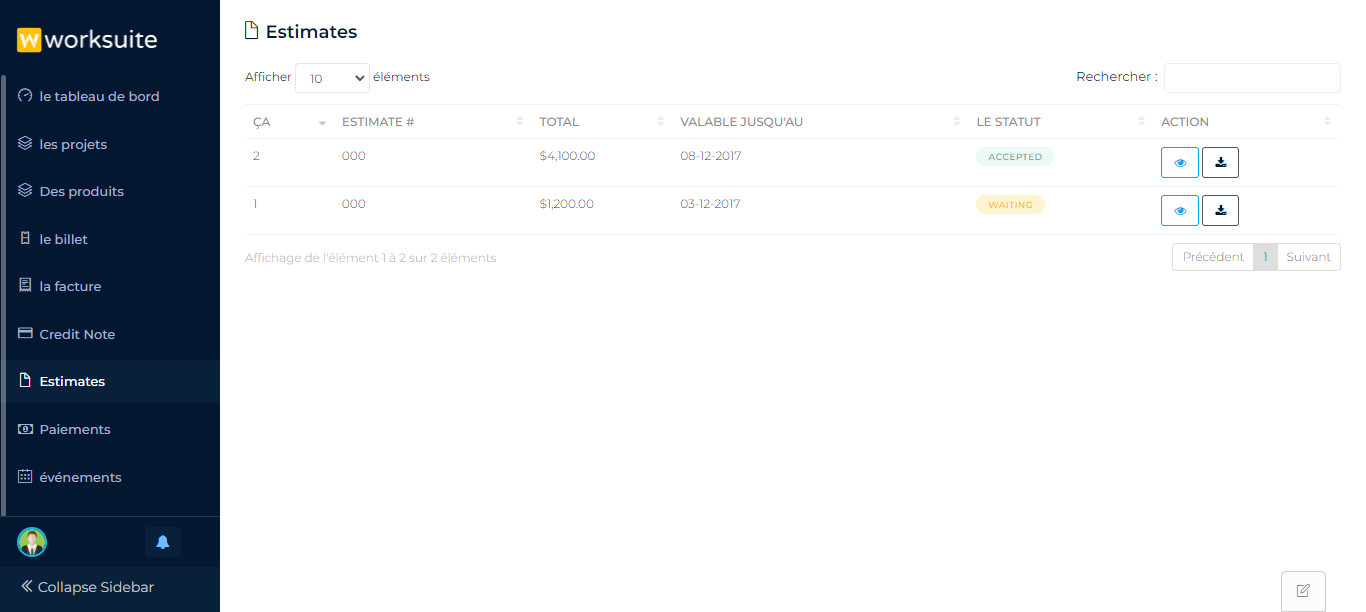 worksuite
le tableau de bord
les projets
Des produits
le billet
la facture
Credit Note
Estimates
Paiements
événements
Collapse Sidebar
Estimates
Afficher 10 éléments
Rechercher :
ÇA ESTIMATE # TOTAL VALABLE JUSQU'AU LE STATUT ACTION
2 000 $4,100.00 08-12-2017 ACCEPTED
1 000 $1,200.00 03-12-2017 WAITING
Affichage de l'élément 1 à 2 sur 2 éléments
Précédent 1 Suivant